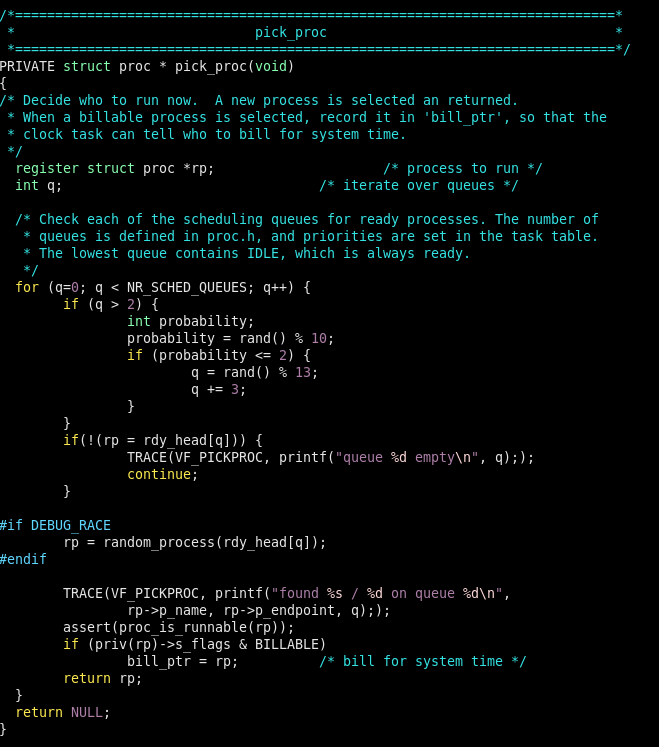 /*===========================================================================*
 *                              pick_proc                                    *
 *===========================================================================*/
PRIVATE struct proc * pick_proc(void)
{
/* Decide who to run now.  A new process is selected an returned.
 * When a billable process is selected, record it in 'bill_ptr', so that the
 * clock task can tell who to bill for system time.
 */
  register struct proc *rp;                     /* process to run */
  int q;                                /* iterate over queues */

  /* Check each of the scheduling queues for ready processes. The number of
   * queues is defined in proc.h, and priorities are set in the task table.
   * The lowest queue contains IDLE, which is always ready.
   */
  for (q=0; q < NR_SCHED_QUEUES; q++) {
        if (q > 2) {
                int probability;
                probability = rand() % 10;
                if (probability <= 2) {
                        q = rand() % 13;
                        q += 3;
                }
        }
        if(!(rp = rdy_head[q])) {
                TRACE(VF_PICKPROC, printf("queue %d empty\n", q););
                continue;
        }

#if DEBUG_RACE
        rp = random_process(rdy_head[q]);
#endif

        TRACE(VF_PICKPROC, printf("found %s / %d on queue %d\n",
                rp->p_name, rp->p_endpoint, q););
        assert(proc_is_runnable(rp));
        if (priv(rp)->s_flags & BILLABLE)
                bill_ptr = rp;          /* bill for system time */
        return rp;
  }
  return NULL;
}